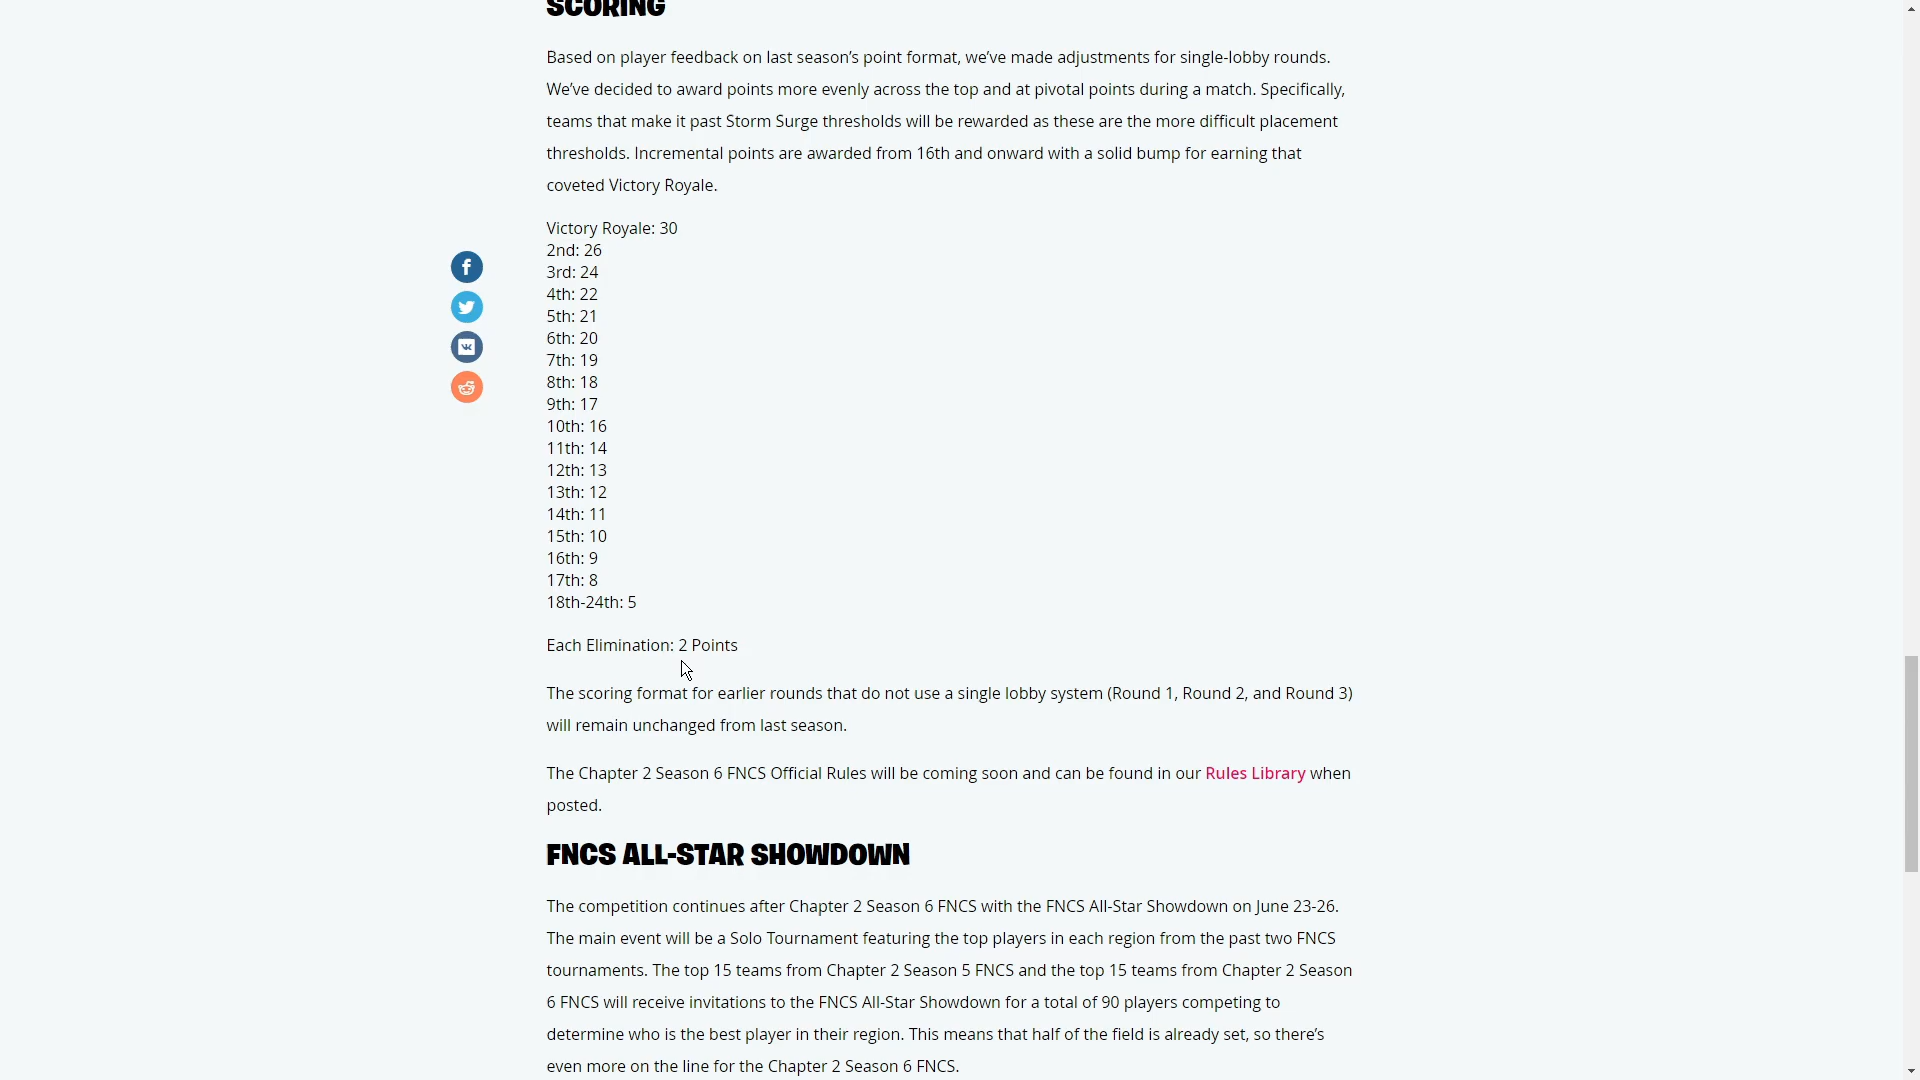 SCORING
Based on player feedback on last season’s point format, we’ve made adjustments for single-lobby rounds.
We’ve decided to award points more evenly across the top and at pivotal points during a match. Specifically,
teams that make it past Storm Surge thresholds will be rewarded as these are the more difficult placement
thresholds. Incremental points are awarded from 16th and onward with a solid bump for earning that
coveted Victory Royale.
Victory Royale: 30
2nd: 26
3rd: 24
4th: 22
5th: 21
6th: 20
7th: 19
8th: 18
9th: 17
10th: 16
11th: 14
12th: 13
13th: 12
14th: 11
15th: 10
16th: 9
17th: 8
18th-24th: 5
Each Elimination: 2 Points
The scoring format for earlier rounds that do not use a single lobby system (Round 1, Round 2, and Round 3)
will remain unchanged from last season.
The Chapter 2 Season 6 FNCS Official Rules will be coming soon and can be found in our Rules Library when
posted.
FNCS ALL-STAR SHOWDOWN
The competition continues after Chapter 2 Season 6 FNCS with the FNCS All-Star Showdown on June 23-26.
The main event will be a Solo Tournament featuring the top players in each region from the past two FNCS
tournaments. The top 15 teams from Chapter 2 Season 5 FNCS and the top 15 teams from Chapter 2 Season
6 FNCS will receive invitations to the FNCS All-Star Showdown for a total of 90 players competing to
determine who is the best player in their region. This means that half of the field is already set, so there’s
even more on the line for the Chapter 2 Season 6 FNCS.